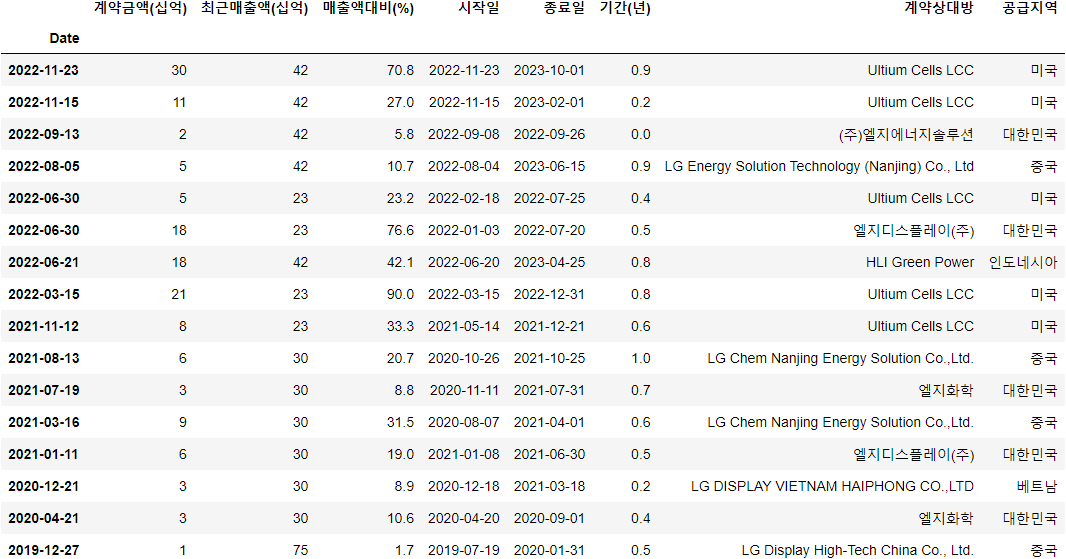 계약금액(십억) 최근매출액(십억) 매출액대비(%) 시작일 종료일 기간(년) 계약상대방 공급지역
Date
2022-11-23 30 42 70.8 2022-11-23 2023-10-01 0.9 Ultium Cells LCC 미국
2022-11-15 11 42 27.0 2022-11-15 2023-02-01 0.2 Ultium Cells LCC 미국
2022-09-13 2 42 5.8 2022-09-08 2022-09-26 0.0 (주)엘지에너지솔루션 대한민국
2022-08-05 5 42 10.7 2022-08-04 2023-06-15 0.9 LG Energy Solution Technology (Nanjing) Co., Ltd 중국
2022-06-30 5 23 23.2 2022-02-18 2022-07-25 0.4 Ultium Cells LCC 미국
2022-06-30 18 23 76.6 2022-01-03 2022-07-20 0.5 엘지디스플레이(주) 대한민국
2022-06-21 18 42 42.1 2022-06-20 2023-04-25 0.8 HLI Green Power 인도네시아
2022-03-15 21 23 90.0 2022-03-15 2022-12-31 0.8 Ultium Cells LCC 미국
2021-11-12 8 23 33.3 2021-05-14 2021-12-21 0.6 Ultium Cells LCC 미국
2021-08-13 6 30 20.7 2020-10-26 2021-10-25 1.0 LG Chem Nanjing Energy Solution Co.,Ltd. 중국
2021-07-19 3 30 8.8 2020-11-11 2021-07-31 0.7 엘지화학 대한민국
2021-03-16 9 30 31.5 2020-08-07 2021-04-01 0.6 LG Chem Nanjing Energy Solution Co.,Ltd. 중국
2021-01-11 6 30 19.0 2021-01-08 2021-06-30 0.5 엘지디스플레이(주) 대한민국
2020-12-21 3 30 8.9 2020-12-18 2021-03-18 0.2 LG DISPLAY VIETNAM HAIPHONG CO.,LTD 베트남
2020-04-21 3 30 10.6 2020-04-20 2020-09-01 0.4 엘지화학 대한민국
2019-12-27 1 75 1.7 2019-07-19 2020-01-31 0.5 LG Display High-Tech China Co., Ltd. 중국